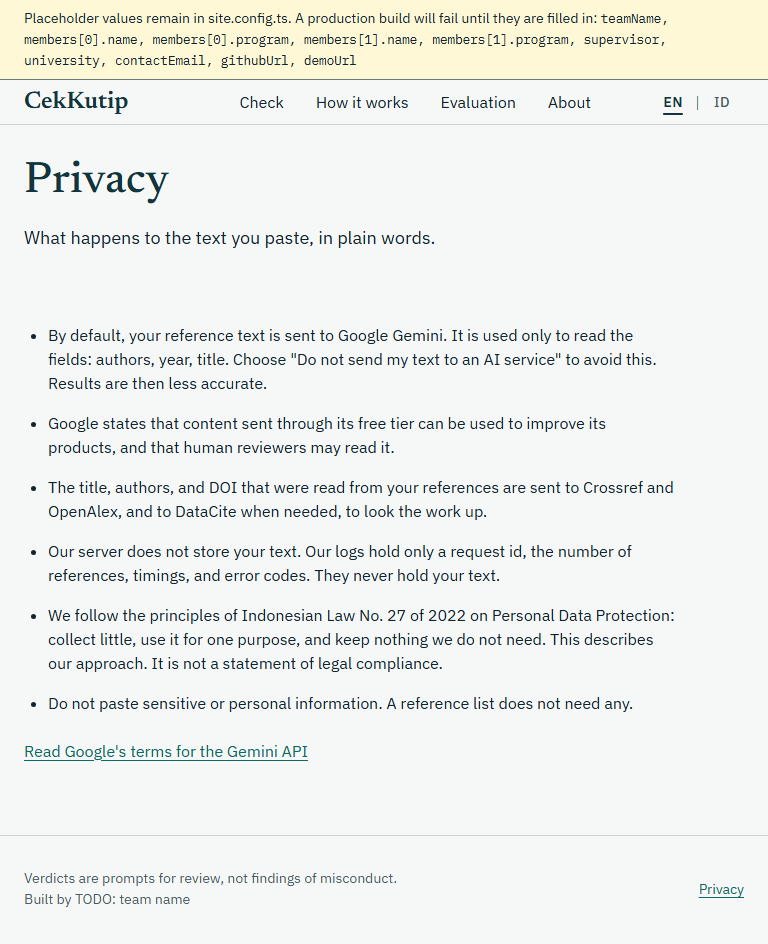 Placeholder values remain in site.config.ts. A production build will fail until they are filled in: teamName,
members[0].name, members[0].program, members[1].name, members[1].program, supervisor,
university, contactEmail, githubUrl, demoUrl
CekKutip
Check How it works Evaluation About EN | ID
Privacy
What happens to the text you paste, in plain words.
• By default, your reference text is sent to Google Gemini. It is used only to read the
fields: authors, year, title. Choose "Do not send my text to an AI service" to avoid this.
Results are then less accurate.
• Google states that content sent through its free tier can be used to improve its
products, and that human reviewers may read it.
• The title, authors, and DOI that were read from your references are sent to Crossref and
OpenAlex, and to DataCite when needed, to look the work up.
• Our server does not store your text. Our logs hold only a request id, the number of
references, timings, and error codes. They never hold your text.
• We follow the principles of Indonesian Law No. 27 of 2022 on Personal Data Protection:
collect little, use it for one purpose, and keep nothing we do not need. This describes
our approach. It is not a statement of legal compliance.
• Do not paste sensitive or personal information. A reference list does not need any.
Read Google's terms for the Gemini API
Verdicts are prompts for review, not findings of misconduct.
Built by TODO: team name
Privacy